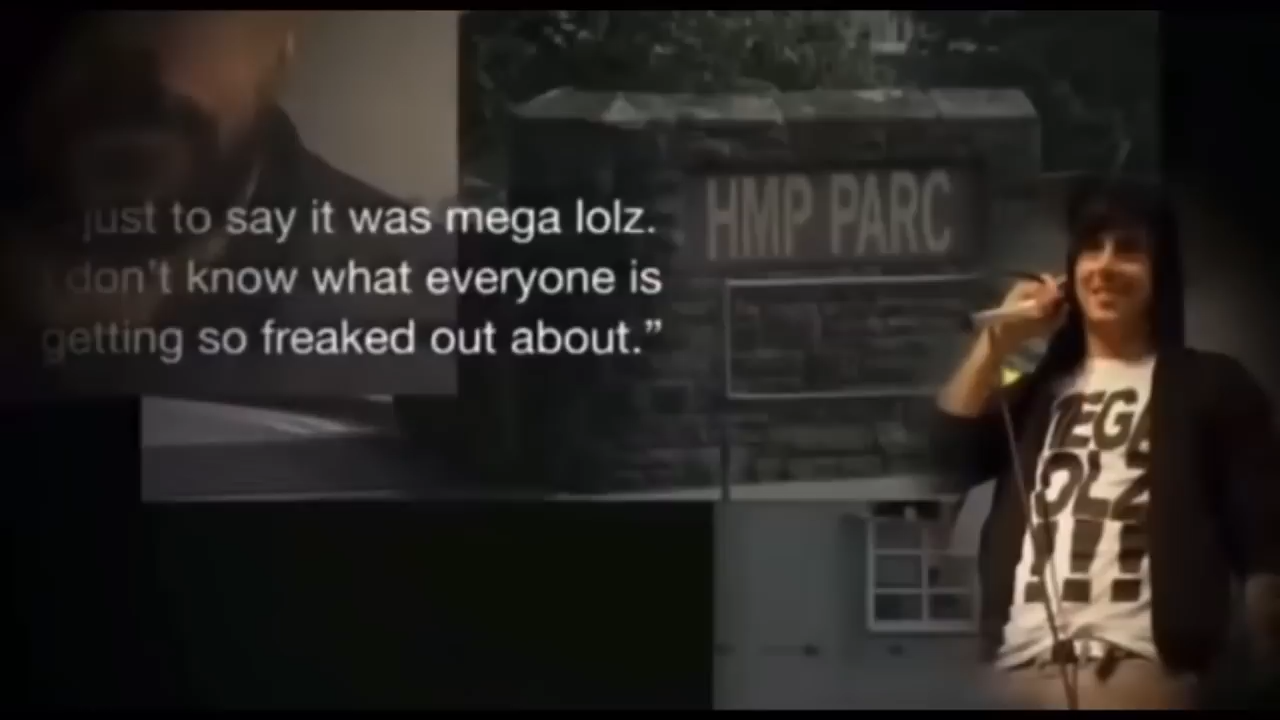 just to say it was mega lolz.
don't know what everyone is
getting so freaked out about.”
HMP PARC
MEGA
LOLZ
!!!